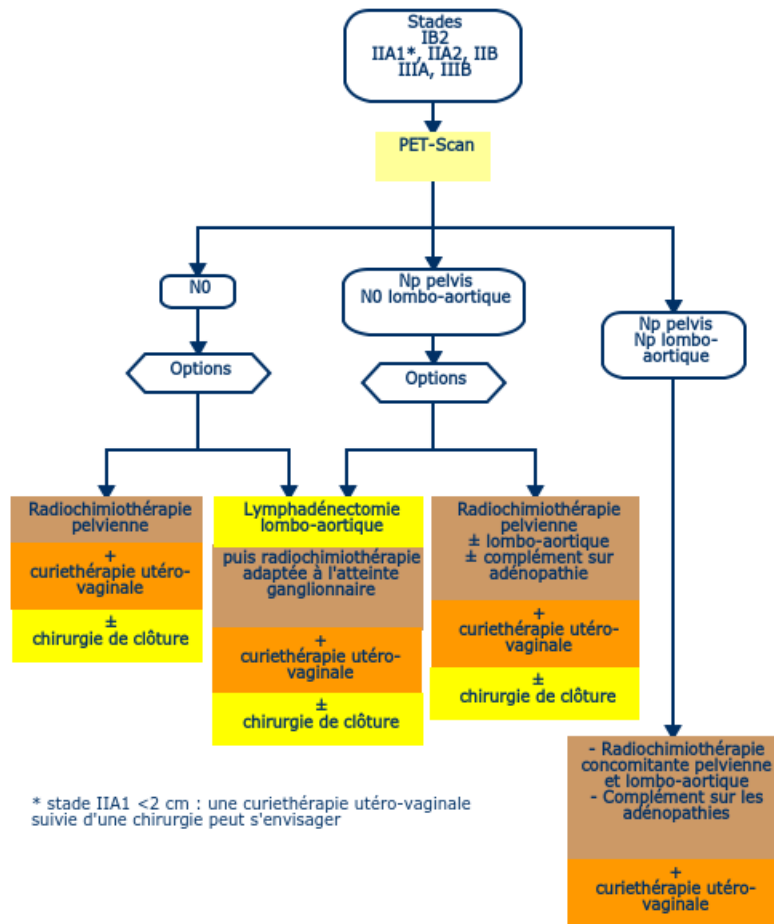 Stades
IB2
IIA1*, IIA2, IIB
IIIA, IIIB
PET-Scan
N0
Np pelvis
N0 lombo-aortique
Np pelvis
Np lombo-
aortique
Options
Options
Radiochimiothérapie
pelvienne
+
curiethérapie utéro-
vaginale
±
chirurgie de clôture
Lymphadénectomie
lombo-aortique
puis radiochimiothérapie
adaptée à l'atteinte
ganglionnaire
+
curiethérapie utéro-
vaginale
±
chirurgie de clôture
Radiochimiothérapie
pelvienne
± lombo-aortique
± complément sur
adénopathie
+
curiethérapie utéro-
vaginale
±
chirurgie de clôture
- Radiochimiothérapie
concomitante pelvienne
et lombo-aortique
- Complément sur les
adénopathies
+
curiethérapie utéro-
vaginale
* stade IIA1 <2 cm : une curiethérapie utéro-vaginale
suivie d'une chirurgie peut s'envisager